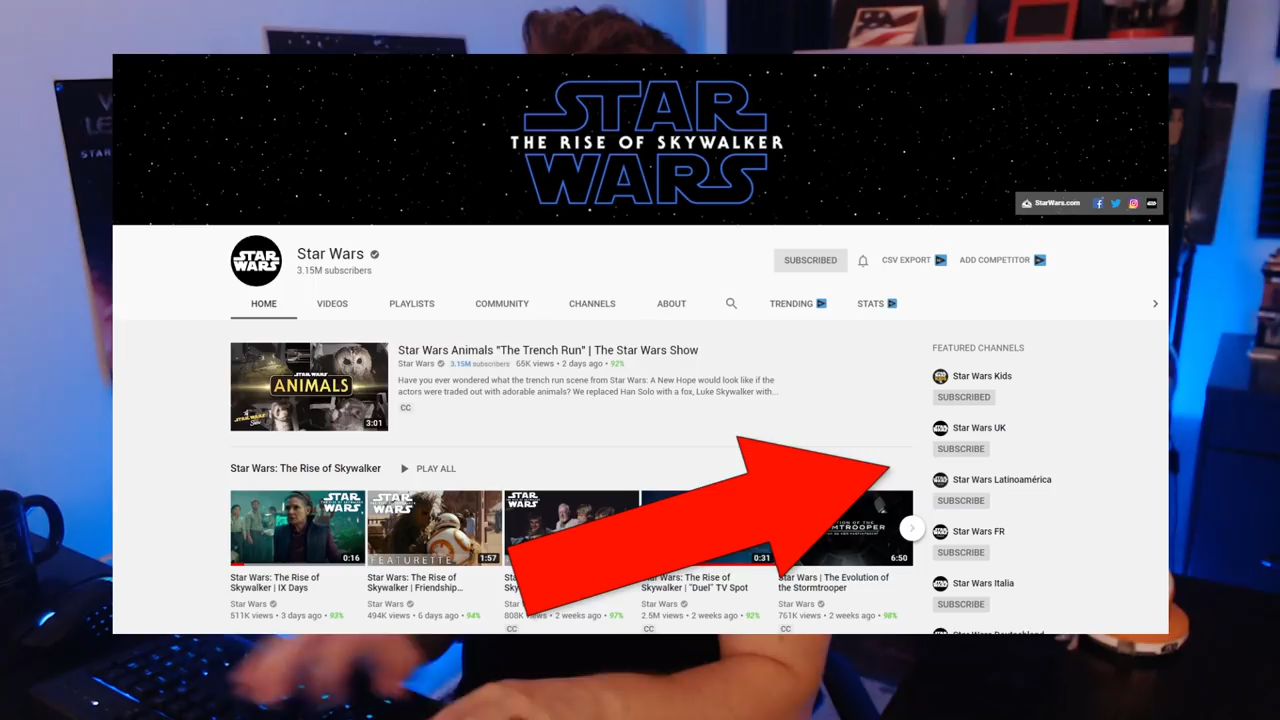 STAR
THE RISE OF SKYWALKER
WARS
StarWars.com
STAR
WARS
Star Wars
3.15M subscribers
SUBSCRIBED
CSV EXPORT
ADD COMPETITOR
HOME
VIDEOS
PLAYLISTS
COMMUNITY
CHANNELS
ABOUT
TRENDING
STATS
STAR WARS
ANIMALS
3:01
Star Wars Animals "The Trench Run" | The Star Wars Show
Star Wars 3.15M subscribers 65K views • 2 days ago • 92%
Have you ever wondered what the trench run scene from Star Wars: A New Hope would look like if the
actors were traded out with adorable animals? We replaced Han Solo with a fox, Luke Skywalker with...
CC
Star Wars: The Rise of Skywalker
PLAY ALL
0:16
Star Wars: The Rise of
Skywalker | IX Days
Star Wars
511K views • 3 days ago • 93%
FEATURETTE
1:57
Star Wars: The Rise of
Skywalker | Friendship...
Star Wars
494K views • 6 days ago • 94%
STAR
WARS
Star
808K views • 2 weeks ago • 97%
CC
0:31
Star Wars: The Rise of
Skywalker | "Duel" TV Spot
Star Wars
2.5M views • 2 weeks ago • 92%
CC
6:50
Star Wars | The Evolution of
the Stormtrooper
Star Wars
761K views • 2 weeks ago • 98%
CC
FEATURED CHANNELS
Star Wars Kids
SUBSCRIBED
Star Wars UK
SUBSCRIBE
Star Wars Latinoamérica
SUBSCRIBE
Star Wars FR
SUBSCRIBE
Star Wars Italia
SUBSCRIBE